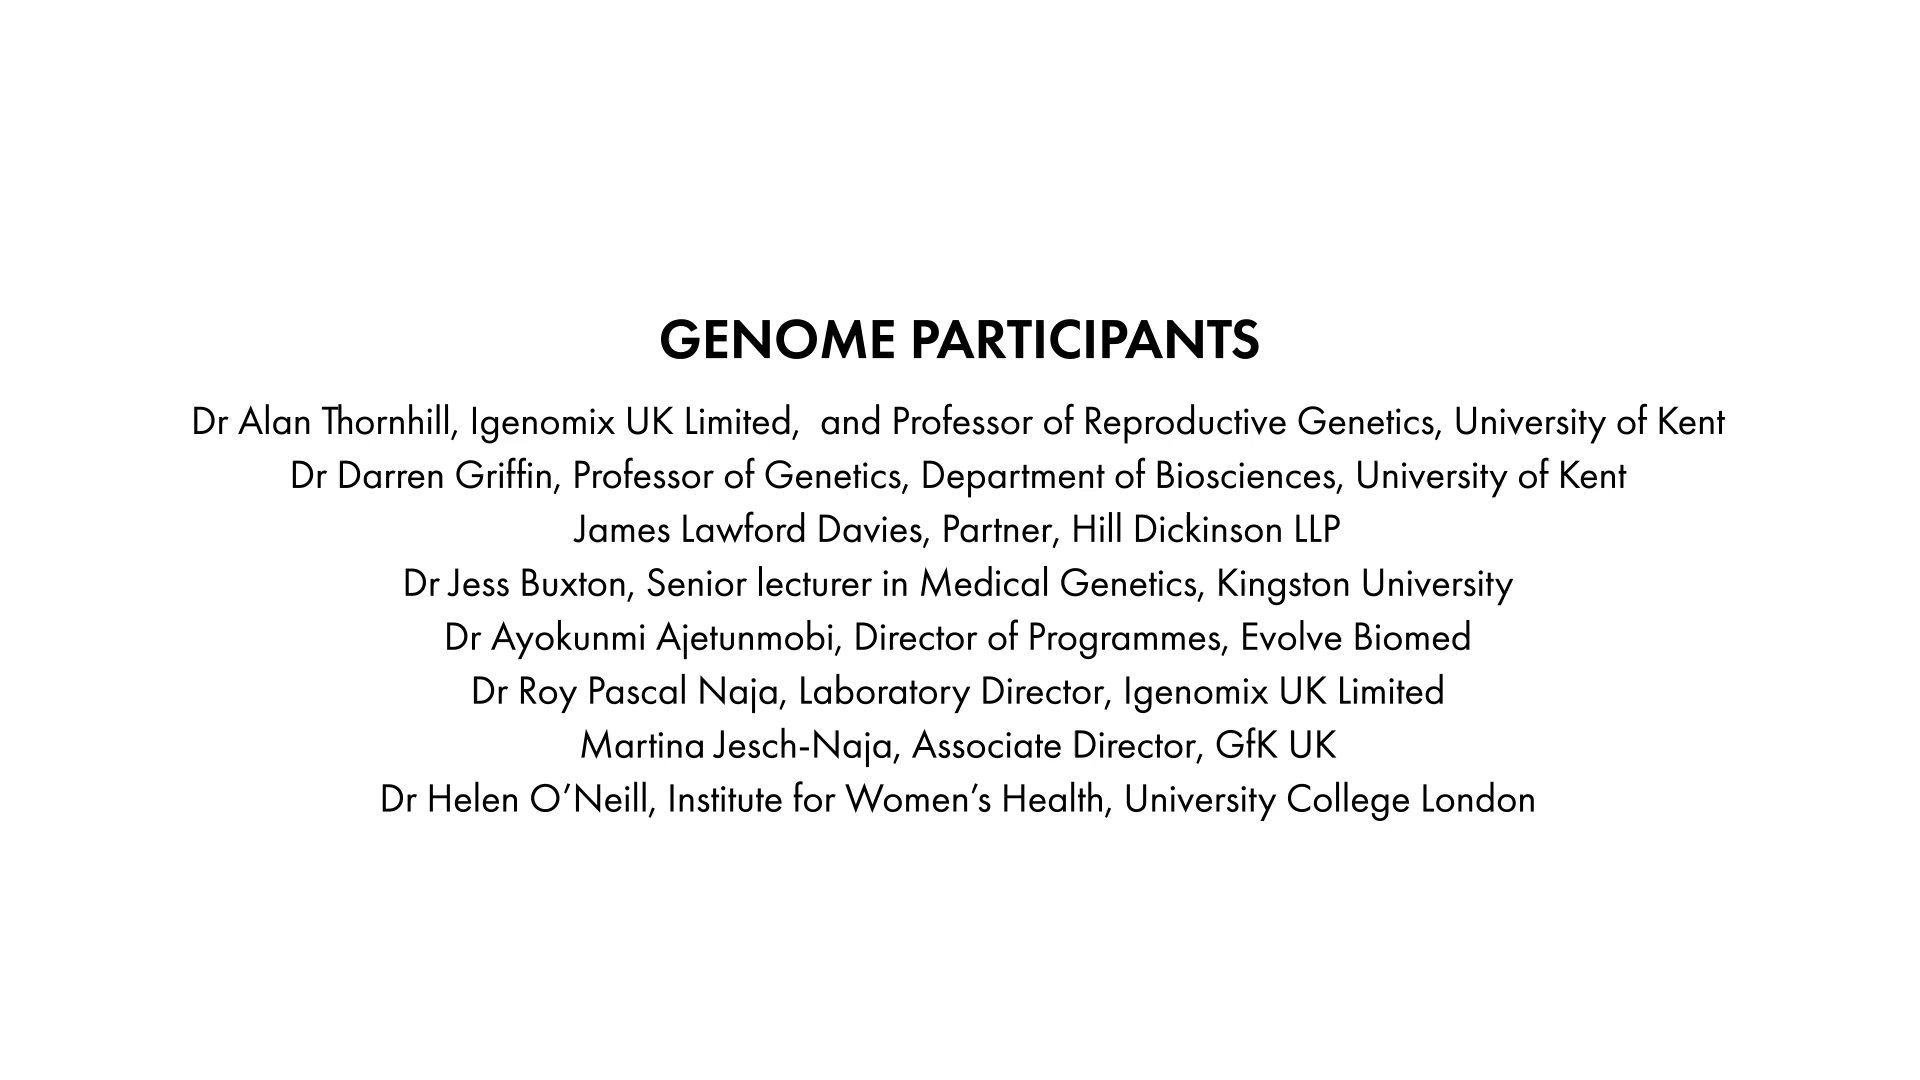 GENOME PARTICIPANTS
Dr Alan Thornhill, Igenomix UK Limited,  and Professor of Reproductive Genetics, University of Kent
Dr Darren Griffin, Professor of Genetics, Department of Biosciences, University of Kent
James Lawford Davies, Partner, Hill Dickinson LLP
Dr Jess Buxton, Senior lecturer in Medical Genetics, Kingston University
Dr Ayokunmi Ajetunmobi, Director of Programmes, Evolve Biomed
Dr Roy Pascal Naja, Laboratory Director, Igenomix UK Limited
Martina Jesch-Naja, Associate Director, GfK UK
Dr Helen O’Neill, Institute for Women’s Health, University College London